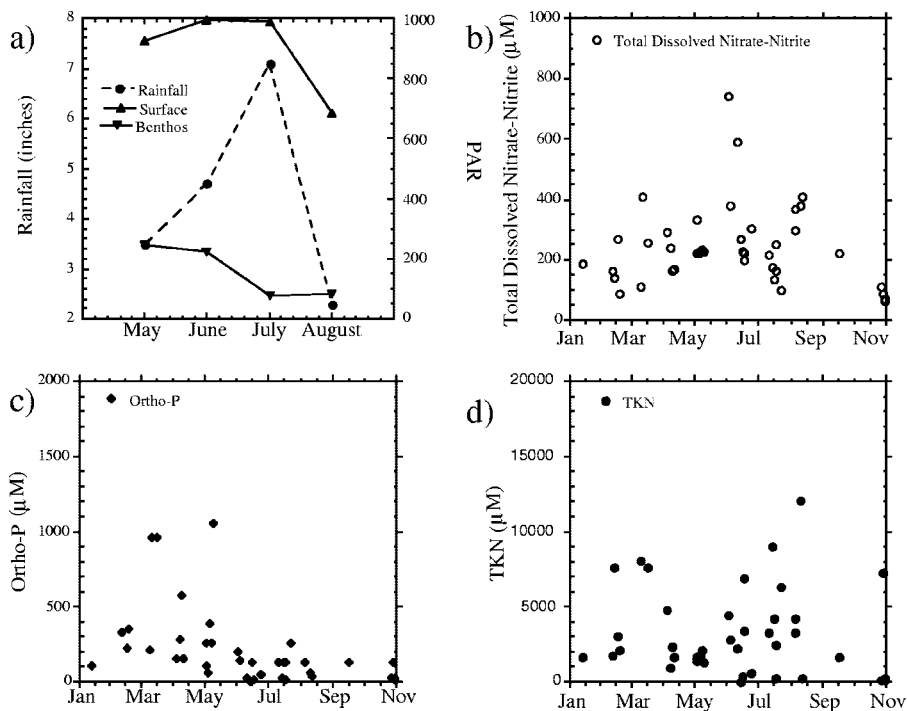 a)
Rainfall (inches)
8
7
6
5
4
3
2
1000
800
600
400
200
0
PAR
Rainfall
Surface
Benthos
May June July August
b)
Total Dissolved Nitrate-Nitrite (μM)
1000
800
600
400
200
0
Total Dissolved Nitrate-Nitrite
Jan Mar May Jul Sep Nov
c)
Ortho-P (μM)
2000
1500
1000
500
0
Ortho-P
Jan Mar May Jul Sep Nov
d)
TKN (μM)
20000
15000
10000
5000
0
TKN
Jan Mar May Jul Sep Nov